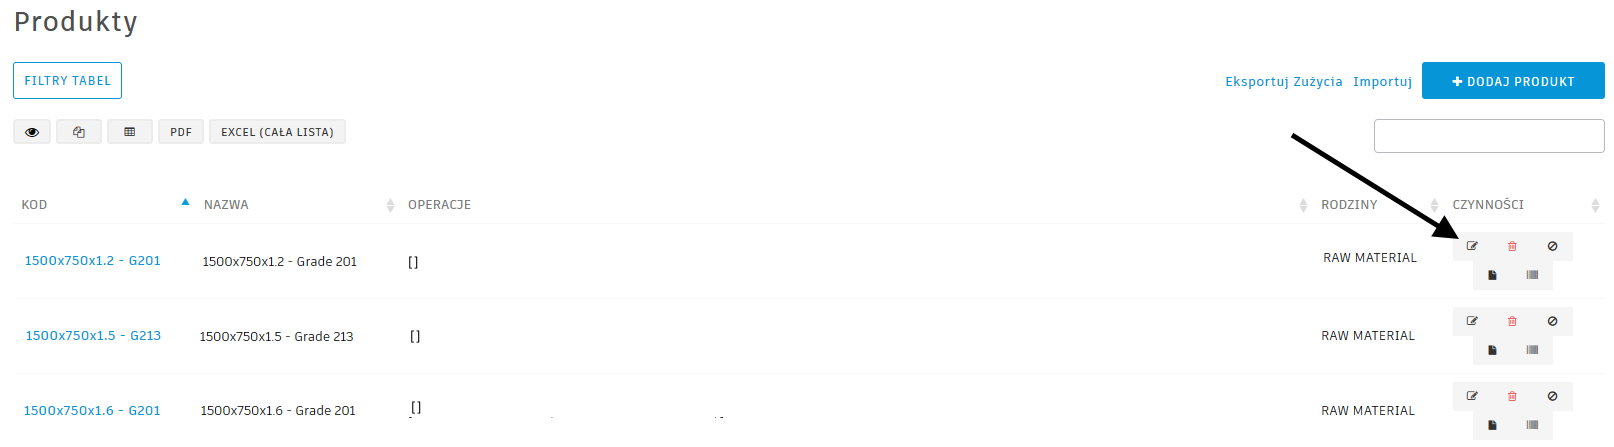 Produkty
FILTRY TABEL
Eksportuj Zużycia Importuj DODAJ PRODUKT
PDF EXCEL (CAŁA LISTA)
KOD NAZWA OPERACJE RODZINY CZYNNOŚCI
1500x750x1.2 - G201 1500x750x1.2 - Grade 201 [] RAW MATERIAL
1500x750x1.5 - G213 1500x750x1.5 - Grade 213 [] RAW MATERIAL
1500x750x1.6 - G201 1500x750x1.6 - Grade 201 [] RAW MATERIAL